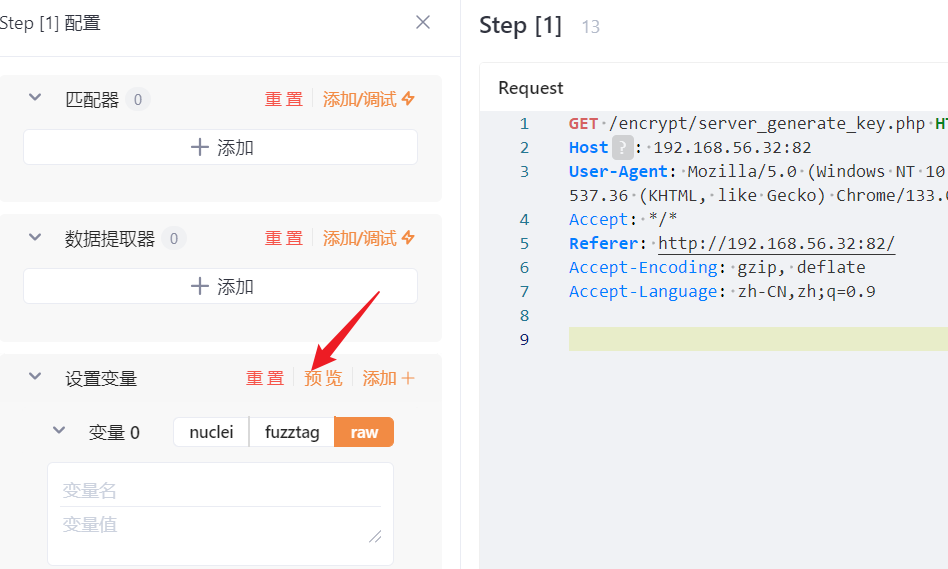 Step [1] 配置
匹配器 0 重置 添加/调试
添加
数据提取器 0 重置 添加/调试
添加
设置变量 重置 预览 添加
变量 0 nuclei fuzztag raw
变量名
变量值
Step [1] 13
Request
1 GET /encrypt/server_generate_key.php
2 Host ? : 192.168.56.32:82
3 User-Agent: Mozilla/5.0 (Windows NT 10
537.36 (KHTML, like Gecko) Chrome/133.
4 Accept: */*
5 Referer: http://192.168.56.32:82/
6 Accept-Encoding: gzip, deflate
7 Accept-Language: zh-CN,zh;q=0.9
8
9